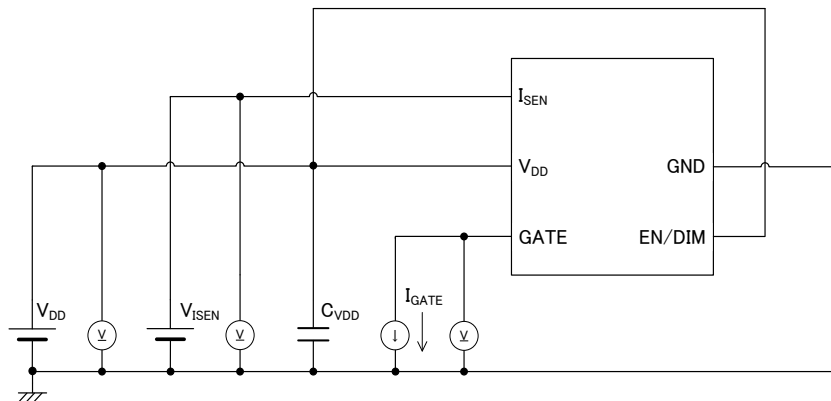 ISEN
VDD
GND
GATE
EN/DIM
VDD
VISEN
CVDD
IGATE
V
V
V